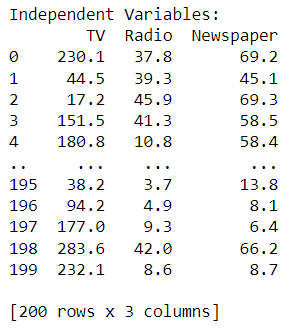 Independent Variables:
TV Radio Newspaper
0 230.1 37.8 69.2
1 44.5 39.3 45.1
2 17.2 45.9 69.3
3 151.5 41.3 58.5
4 180.8 10.8 58.4
.. ... ... ...
195 38.2 3.7 13.8
196 94.2 4.9 8.1
197 177.0 9.3 6.4
198 283.6 42.0 66.2
199 232.1 8.6 8.7
[200 rows x 3 columns]